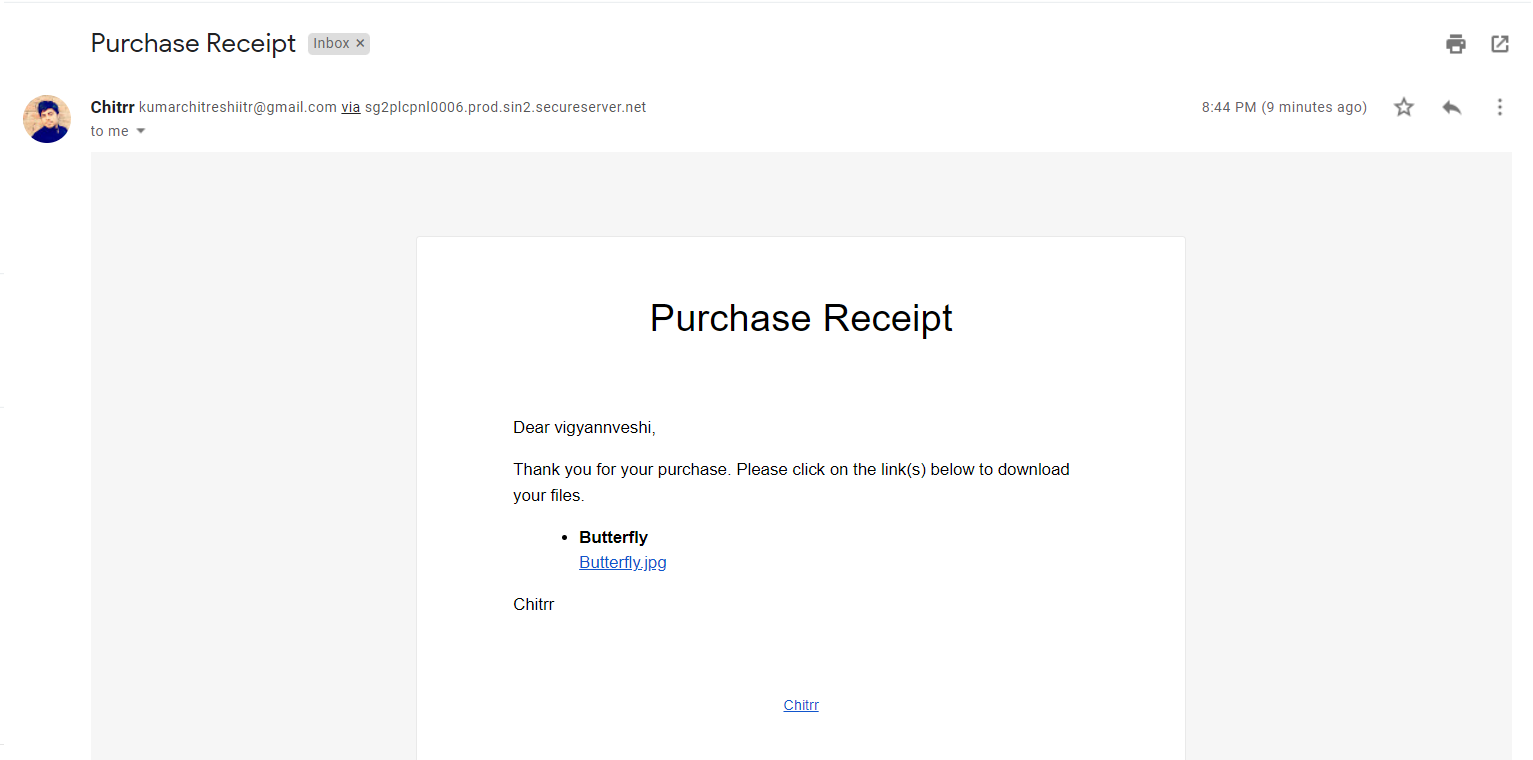 Purchase Receipt Inbox ×
Chitrr kumarchitreshiitr@gmail.com via sg2plcpnl0006.prod.sin2.secureserver.net 8:44 PM (9 minutes ago)
to me
Purchase Receipt
Dear vigyannveshi,
Thank you for your purchase. Please click on the link(s) below to download
your files.
• Butterfly
Butterfly.jpg
Chitrr
Chitrr